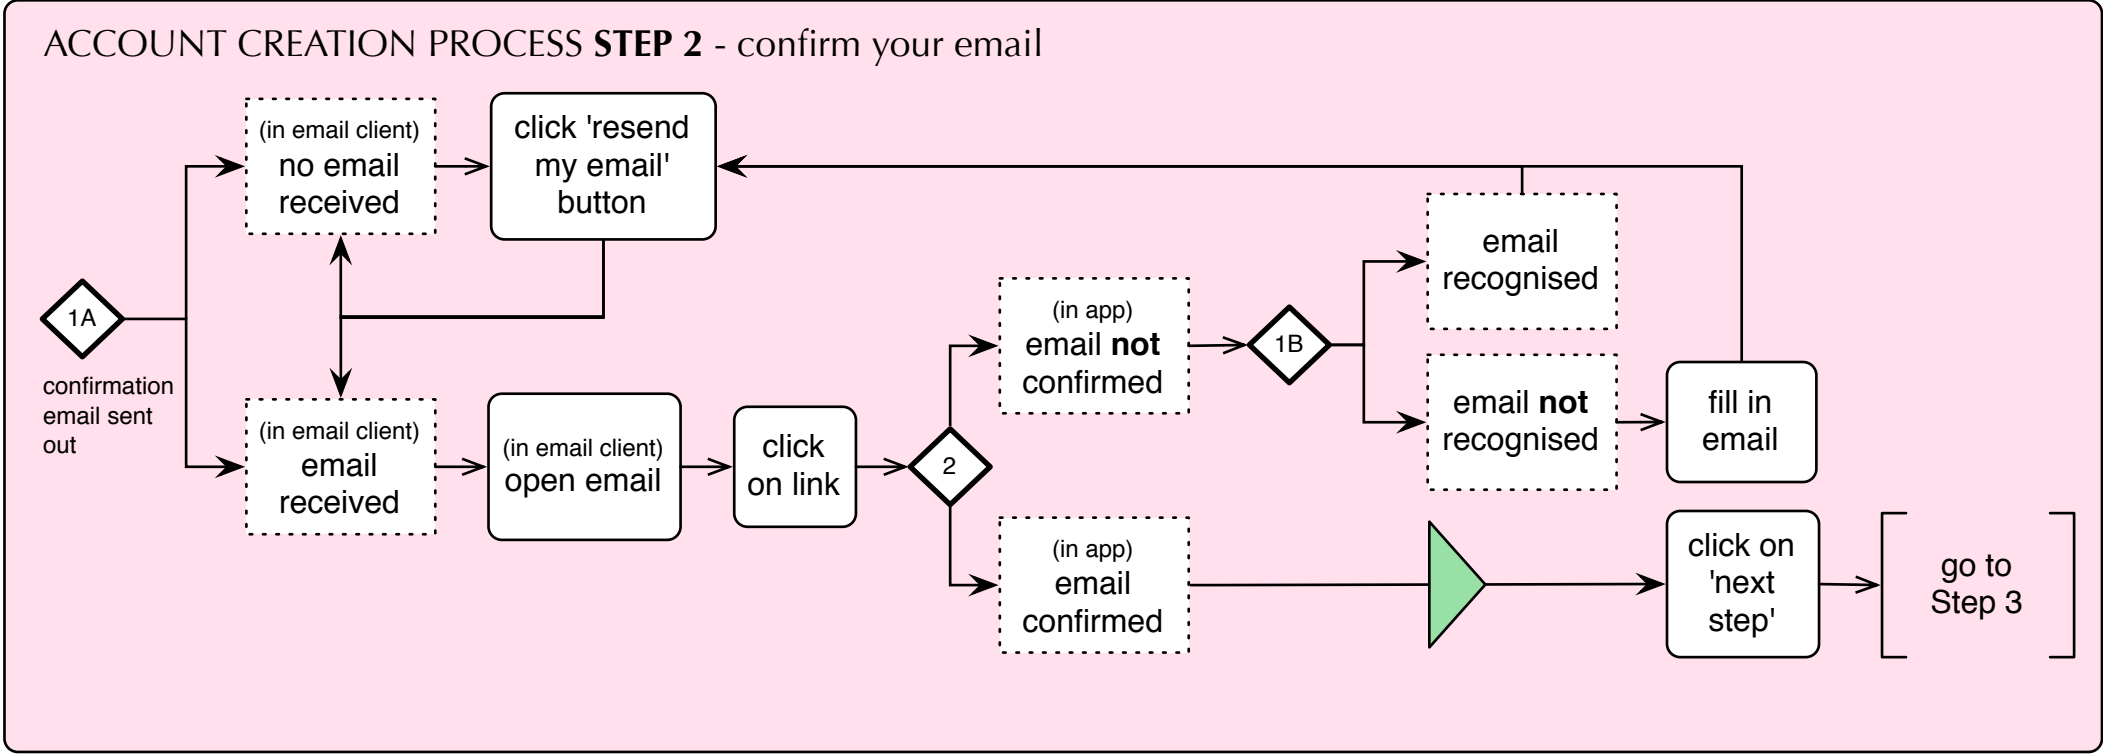 ACCOUNT CREATION PROCESS STEP 2 - confirm your email
(in email client)
no email
received
click 'resend
my email'
button
1A
confirmation
email sent
out
(in email client)
email
received
(in email client)
open email
click
on link
2
(in app)
email not
confirmed
1B
email
recognised
email not
recognised
fill in
email
(in app)
email
confirmed
click on
'next
step'
go to
Step 3